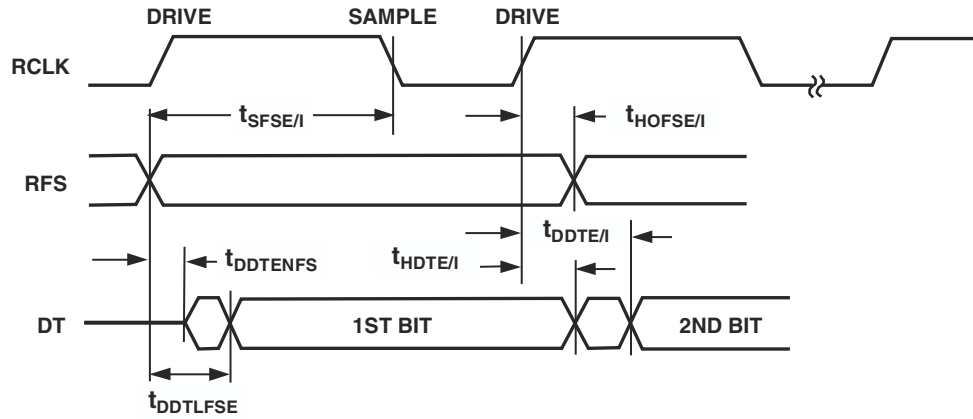 DRIVE SAMPLE DRIVE
RCLK
tSFSE/I tHOFSE/I
RFS
tDDTE/I
tDDTENFS tHDTE/I
DT 1ST BIT 2ND BIT
tDDTLFSE